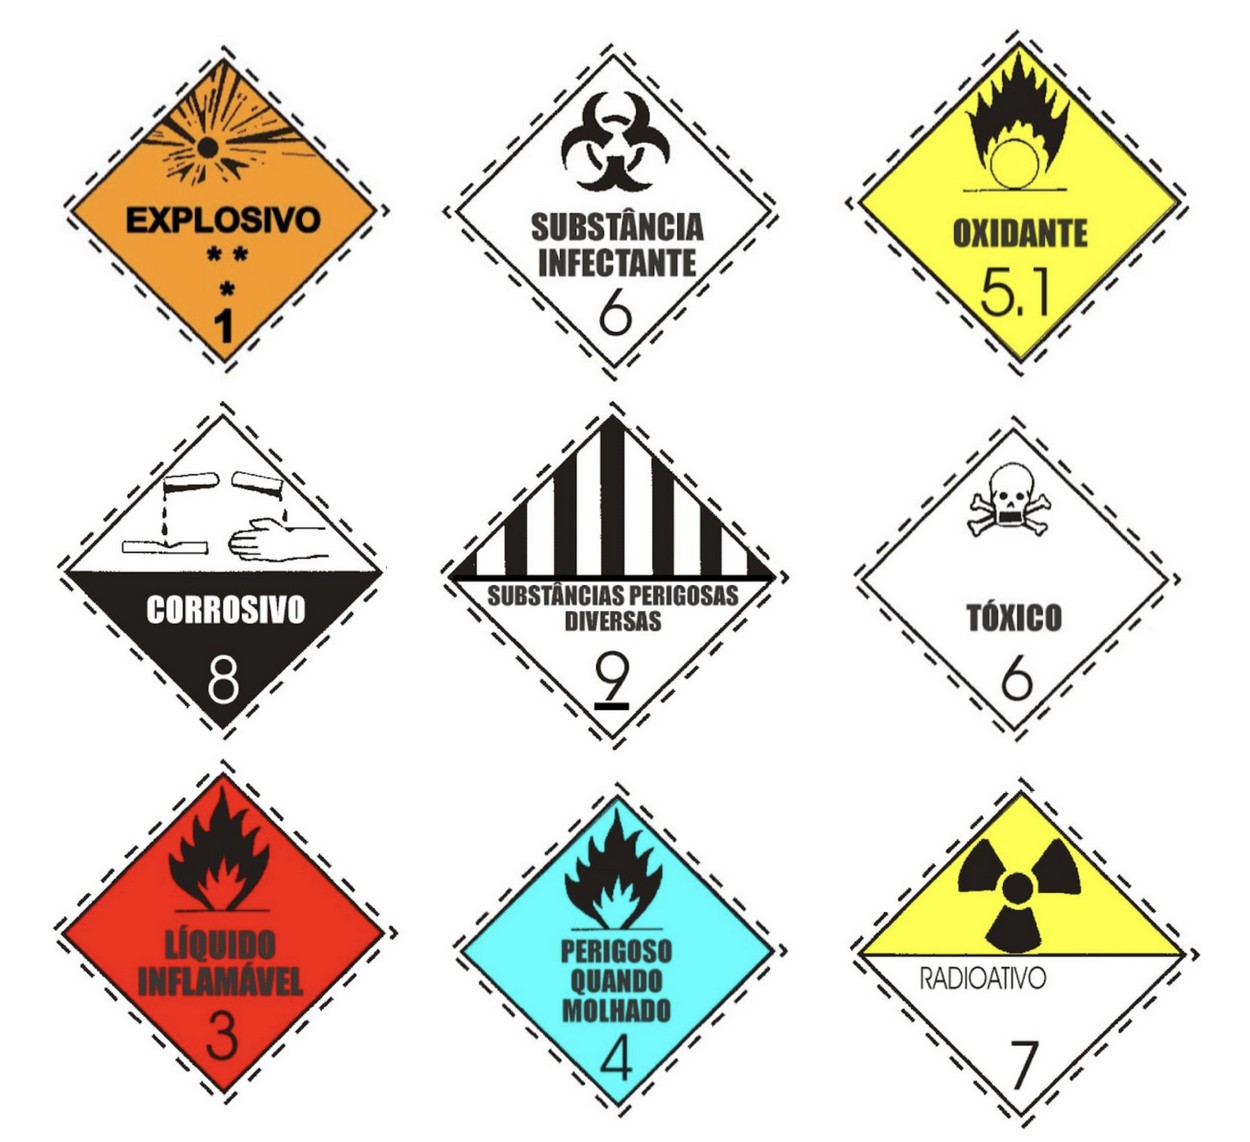 EXPLOSIVO
* *
*
1
SUBSTÂNCIA
INFECTANTE
6
OXIDANTE
5.1
CORROSIVO
8
SUBSTÂNCIAS PERIGOSAS
DIVERSAS
9
TÓXICO
6
LÍQUIDO
INFLAMÁVEL
3
PERIGOSO
QUANDO
MOLHADO
4
RADIOATIVO
7